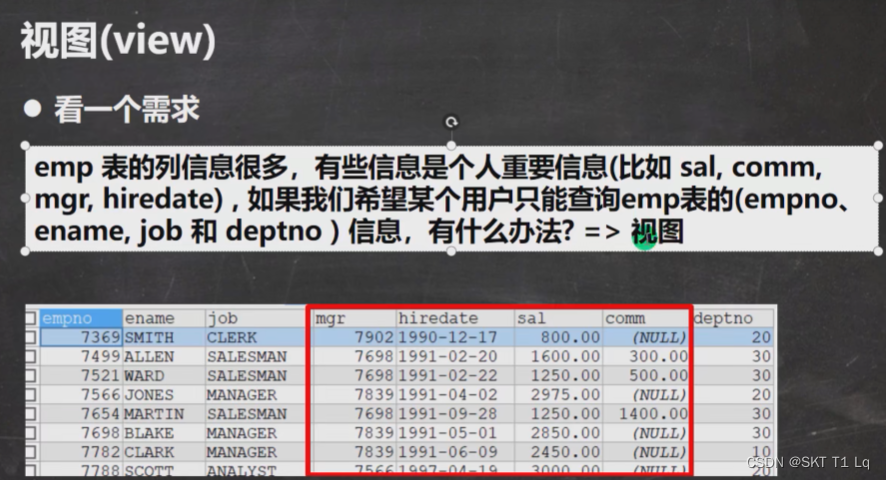 视图(view)
● 看一个需求
emp 表的列信息很多，有些信息是个人重要信息(比如 sal, comm,
mgr, hiredate) , 如果我们希望某个用户只能查询emp表的(empno、
ename, job 和 deptno ) 信息，有什么办法? => 视图
empno ename job mgr hiredate sal comm deptno
7369 SMITH CLERK 7902 1990-12-17 800.00 (NULL) 20
7499 ALLEN SALESMAN 7698 1991-02-20 1600.00 300.00 30
7521 WARD SALESMAN 7698 1991-02-22 1250.00 500.00 30
7566 JONES MANAGER 7839 1991-04-02 2975.00 (NULL) 20
7654 MARTIN SALESMAN 7698 1991-09-28 1250.00 1400.00 30
7698 BLAKE MANAGER 7839 1991-05-01 2850.00 (NULL) 30
7782 CLARK MANAGER 7839 1991-06-09 2450.00 (NULL) 10
7788 SCOTT ANALYST 7566 1997-04-19 3000.00 (NULL) 20
CSDN @SKT T1 Lq